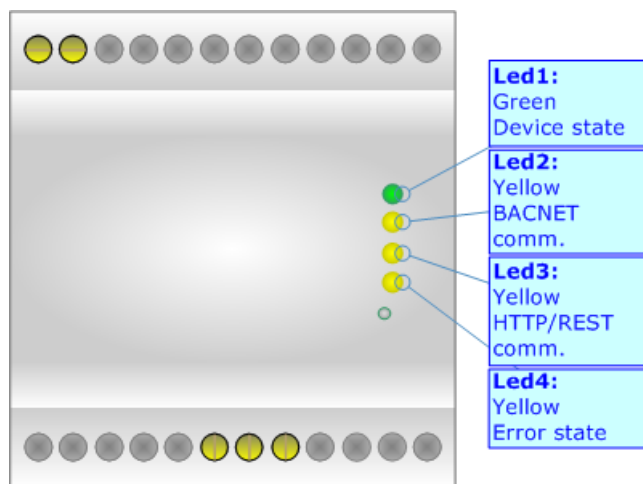 Led1:
Green
Device state
Led2:
Yellow
BACNET
comm.
Led3:
Yellow
HTTP/REST
comm.
Led4:
Yellow
Error state